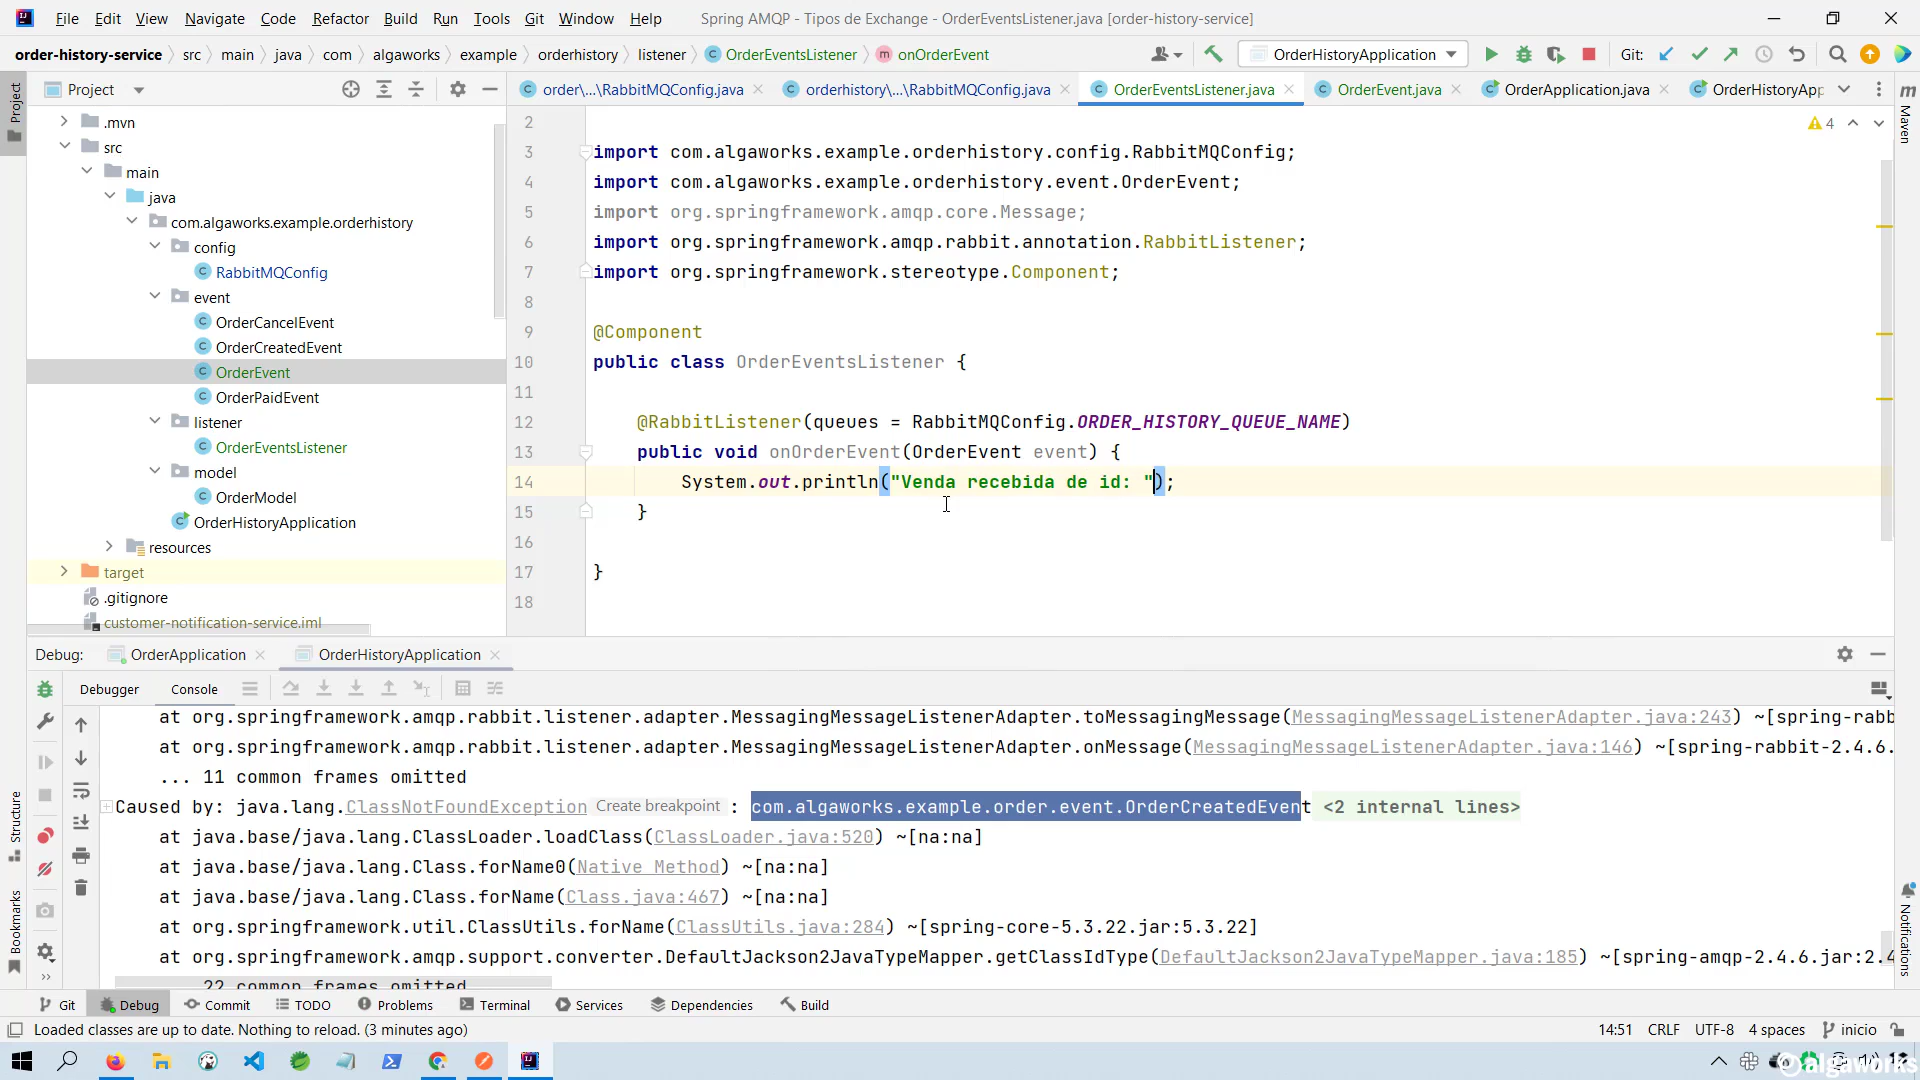 File Edit View Navigate Code Refactor Build Run Tools Git Window Help Spring AMQP - Tipos de Exchange - OrderEventsListener.java [order-history-service]
order-history-service src main java com algaworks example orderhistory listener OrderEventsListener onOrderEvent OrderHistoryApplication Git:
Project order\...\RabbitMQConfig.java orderhistory\...\RabbitMQConfig.java OrderEventsListener.java OrderEvent.java OrderApplication.java OrderHistoryApp
Project
Maven
.mvn
src
main
java
com.algaworks.example.orderhistory
config
RabbitMQConfig
event
OrderCancelEvent
OrderCreatedEvent
OrderEvent
OrderPaidEvent
listener
OrderEventsListener
model
OrderModel
OrderHistoryApplication
resources
target
.gitignore
customer-notification-service.iml
4
2
3 import com.algaworks.example.orderhistory.config.RabbitMQConfig;
4 import com.algaworks.example.orderhistory.event.OrderEvent;
5 import org.springframework.amqp.core.Message;
6 import org.springframework.amqp.rabbit.annotation.RabbitListener;
7 import org.springframework.stereotype.Component;
8
9 @Component
10 public class OrderEventsListener {
11
12 @RabbitListener(queues = RabbitMQConfig.ORDER_HISTORY_QUEUE_NAME)
13 public void onOrderEvent(OrderEvent event) {
14 System.out.println("Venda recebida de id: ");
15 }
16
17 }
18
Debug: OrderApplication OrderHistoryApplication
Debugger Console
at org.springframework.amqp.rabbit.listener.adapter.MessagingMessageListenerAdapter.toMessagingMessage(MessagingMessageListenerAdapter.java:243) ~[spring-rabb
at org.springframework.amqp.rabbit.listener.adapter.MessagingMessageListenerAdapter.onMessage(MessagingMessageListenerAdapter.java:146) ~[spring-rabbit-2.4.6.
... 11 common frames omitted
Caused by: java.lang.ClassNotFoundException Create breakpoint : com.algaworks.example.order.event.OrderCreatedEvent <2 internal lines>
at java.base/java.lang.ClassLoader.loadClass(ClassLoader.java:520) ~[na:na]
at java.base/java.lang.Class.forName0(Native Method) ~[na:na]
at java.base/java.lang.Class.forName(Class.java:467) ~[na:na]
at org.springframework.util.ClassUtils.forName(ClassUtils.java:284) ~[spring-core-5.3.22.jar:5.3.22]
at org.springframework.amqp.support.converter.DefaultJackson2JavaTypeMapper.getClassIdType(DefaultJackson2JavaTypeMapper.java:185) ~[spring-amqp-2.4.6.jar:2.4
... 22 common frames omitted
Structure
Bookmarks
Notifications
Git Debug Commit TODO Problems Terminal Services Dependencies Build
Loaded classes are up to date. Nothing to reload. (3 minutes ago) 14:51 CRLF UTF-8 4 spaces inicio
algaworks